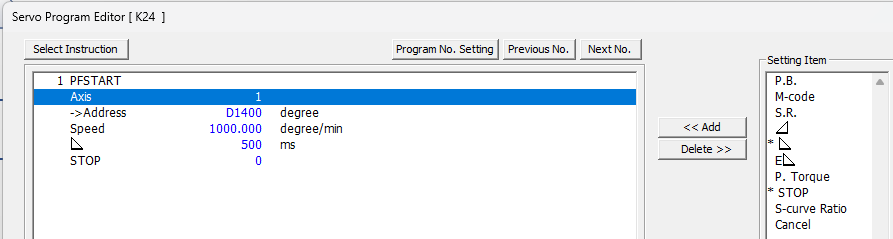 Servo Program Editor [ K24 ]
Select Instruction
Program No. Setting
Previous No.
Next No.
1 PFSTART
Axis 1
->Address D1400 degree
Speed 1000.000 degree/min
500 ms
STOP 0
<< Add
Delete >>
Setting Item
P.B.
M-code
S.R.
*
E
P. Torque
* STOP
S-curve Ratio
Cancel